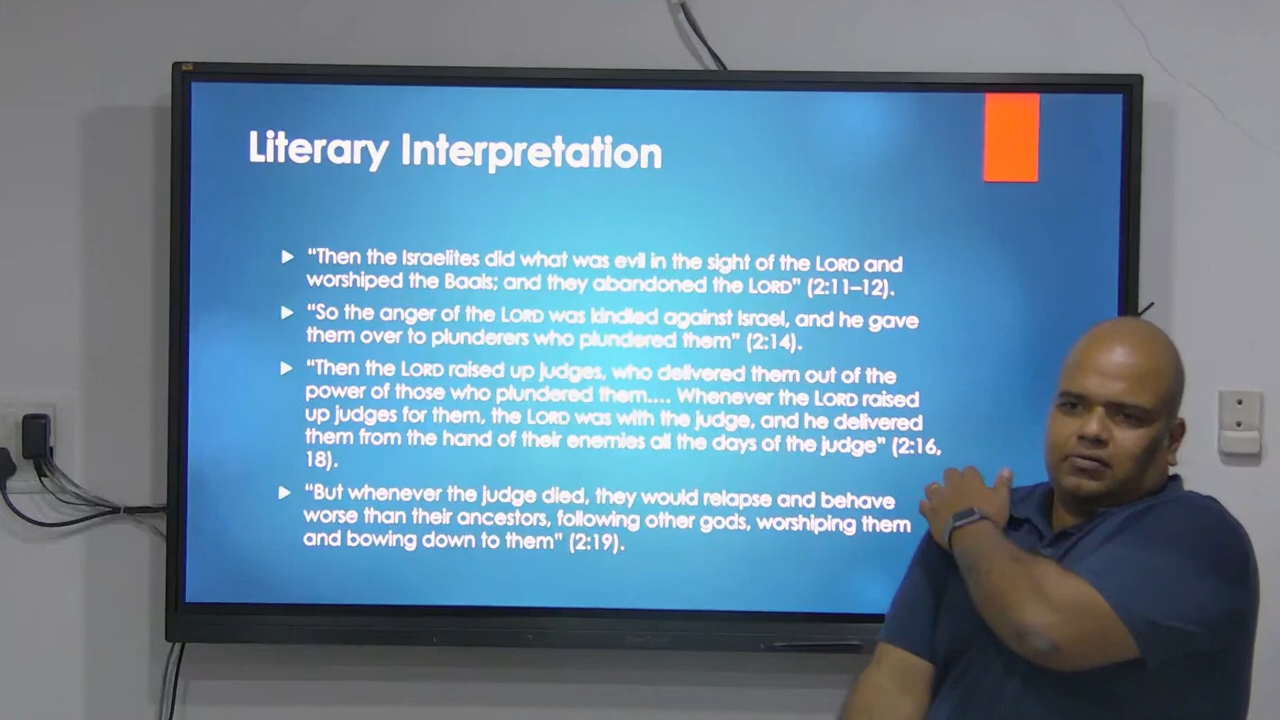 Literary Interpretation
“Then the Israelites did what was evil in the sight of the LORD and
worshiped the Baals; and they abandoned the LORD” (2:11–12).
“So the anger of the LORD was kindled against Israel, and he gave
them over to plunderers who plundered them” (2:14).
“Then the LORD raised up judges, who delivered them out of the
power of those who plundered them.... Whenever the LORD raised
up judges for them, the LORD was with the judge, and he delivered
them from the hand of their enemies all the days of the judge” (2:16,
18).
“But whenever the judge died, they would relapse and behave
worse than their ancestors, following other gods, worshiping them
and bowing down to them” (2:19).